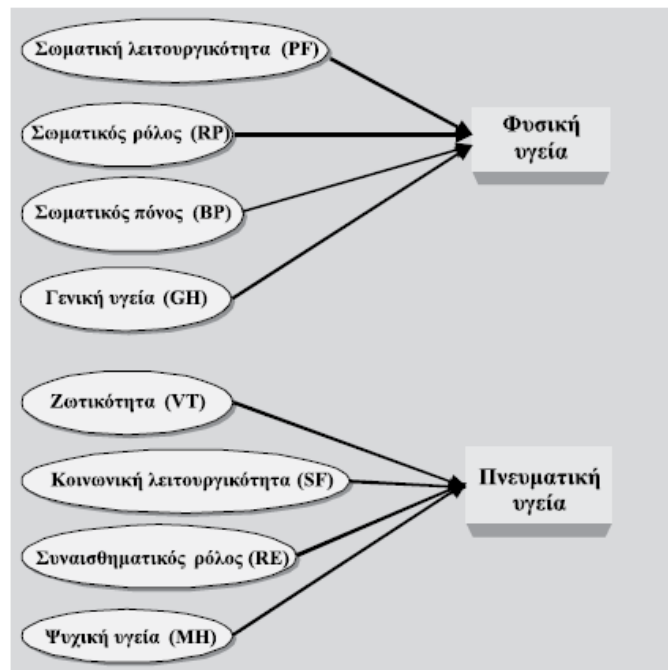 Σωματική λειτουργικότητα (PF)
Σωματικός ρόλος (RP)
Σωματικός πόνος (BP)
Γενική υγεία (GH)
Φυσική
υγεία
Ζωτικότητα (VT)
Κοινωνική λειτουργικότητα (SF)
Συναισθηματικός ρόλος (RE)
Ψυχική υγεία (MH)
Πνευματική
υγεία